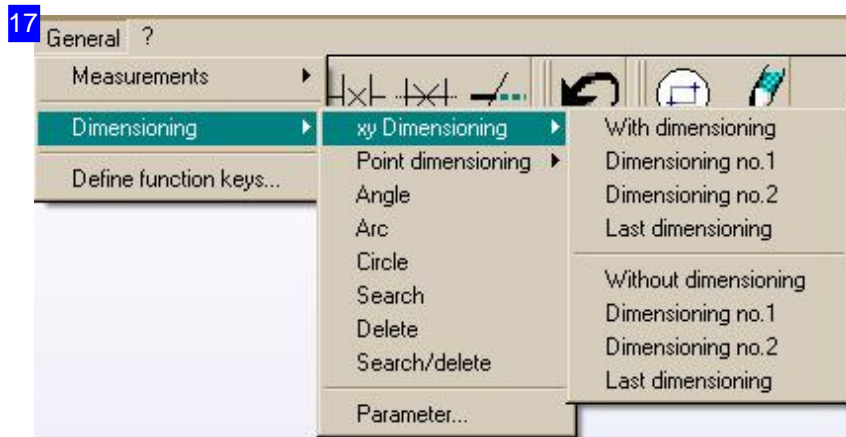 17
General ?
Measurements
Dimensioning
Define function keys...
xy Dimensioning
Point dimensioning
Angle
Arc
Circle
Search
Delete
Search/delete
Parameter...
With dimensioning
Dimensioning no.1
Dimensioning no.2
Last dimensioning
Without dimensioning
Dimensioning no.1
Dimensioning no.2
Last dimensioning